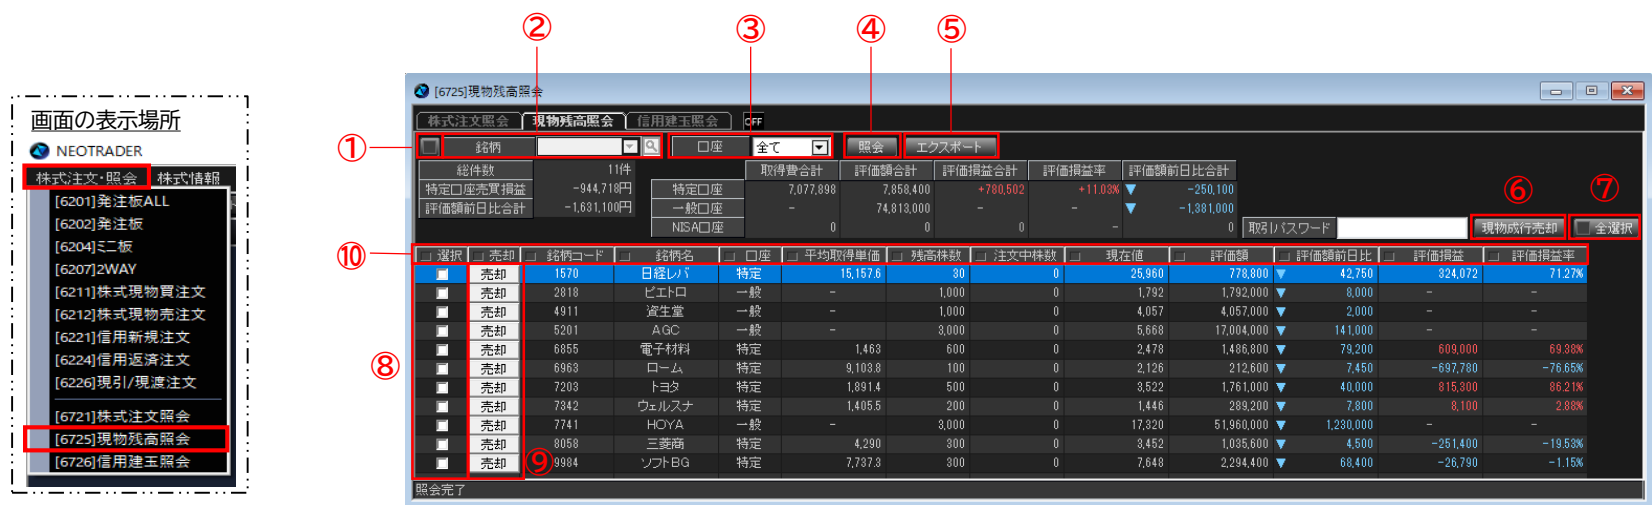 ② ③ ④ ⑤
画面の表示場所
NEOTRADER
株式注文・照会 株式情報
[6201]発注板ALL
[6202]発注板
[6204]ミニ板
[6207]2WAY
[6211]株式現物買注文
[6212]株式現物売注文
[6221]信用新規注文
[6224]信用返済注文
[6226]現引/現渡注文
[6721]株式注文照会
[6725]現物残高照会
[6726]信用建玉照会
[6725]現物残高照会
株式注文照会 現物残高照会 信用建玉照会 OFF
① 銘柄 口座 全て 照会 エクスポート
総件数 11件 取得費合計 評価額合計 評価損益合計 評価損益率 評価額前日比合計
特定口座売買損益 -944,718円 特定口座 7,077,898 7,858,400 +780,502 +11.03% ▼ -250,100
評価額前日比合計 -1,631,100円 一般口座 - 74,813,000 - - ▼ -1,381,000
NISA口座 0 0 0 - 0 取引パスワード 現物成行売却 全選択
⑥ ⑦
⑩ 選択 売却 銘柄コード 銘柄名 口座 平均取得単価 残高株数 注文中株数 現在値 評価額 評価額前日比 評価損益 評価損益率
売却 1570 日経レバ 特定 15,157.6 30 0 25,960 778,800 ▼ 42,750 324,072 71.27%
売却 2818 ピエトロ 一般 - 1,000 0 1,792 1,792,000 ▼ 8,000 - -
売却 4911 資生堂 一般 - 1,000 0 4,057 4,057,000 ▼ 2,000 - -
売却 5201 AGC 一般 - 3,000 0 5,668 17,004,000 ▼ 141,000 - -
売却 6855 電子材料 特定 1,463 600 0 2,478 1,486,800 ▼ 79,200 609,000 69.38%
⑧ 売却 6963 ローム 特定 9,103.8 100 0 2,126 212,600 ▼ 7,450 -697,780 -76.65%
売却 7203 トヨタ 特定 1,891.4 500 0 3,522 1,761,000 ▼ 40,000 815,300 86.21%
売却 7342 ウェルスナ 特定 1,405.5 200 0 1,446 289,200 ▼ 7,800 8,100 2.88%
売却 7741 HOYA 一般 - 3,000 0 17,320 51,960,000 ▼ 1,230,000 - -
売却 8058 三菱商 特定 4,290 300 0 3,452 1,035,600 ▼ 4,500 -251,400 -19.53%
売却 ⑨ 9984 ソフトBG 特定 7,737.3 300 0 7,648 2,294,400 ▼ 68,400 -26,790 -1.15%
照会完了